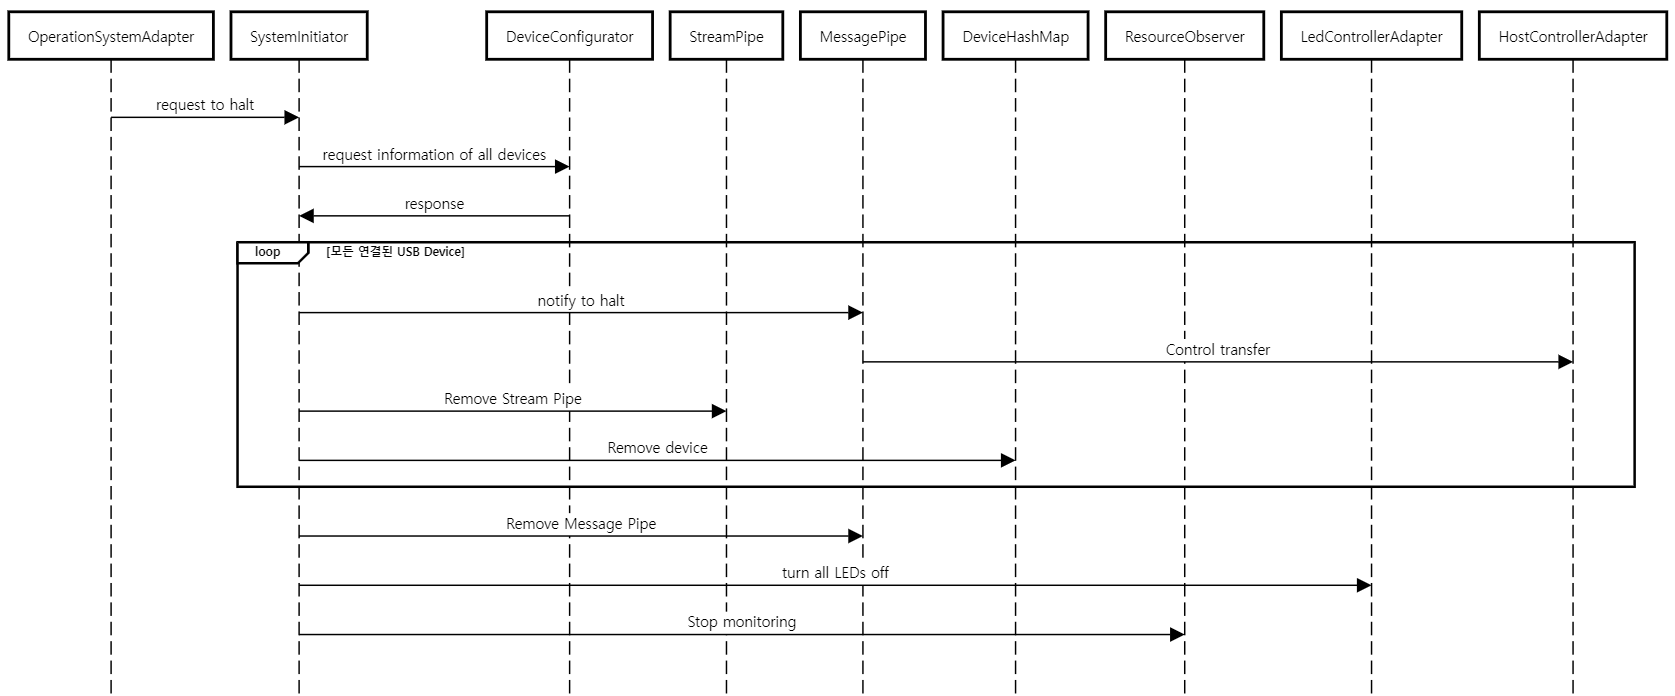 OperationSystemAdapter
SystemInitiator
DeviceConfigurator
StreamPipe
MessagePipe
DeviceHashMap
ResourceObserver
LedControllerAdapter
HostControllerAdapter
request to halt
request information of all devices
response
loop
[모든 연결된 USB Device]
notify to halt
Control transfer
Remove Stream Pipe
Remove device
Remove Message Pipe
turn all LEDs off
Stop monitoring